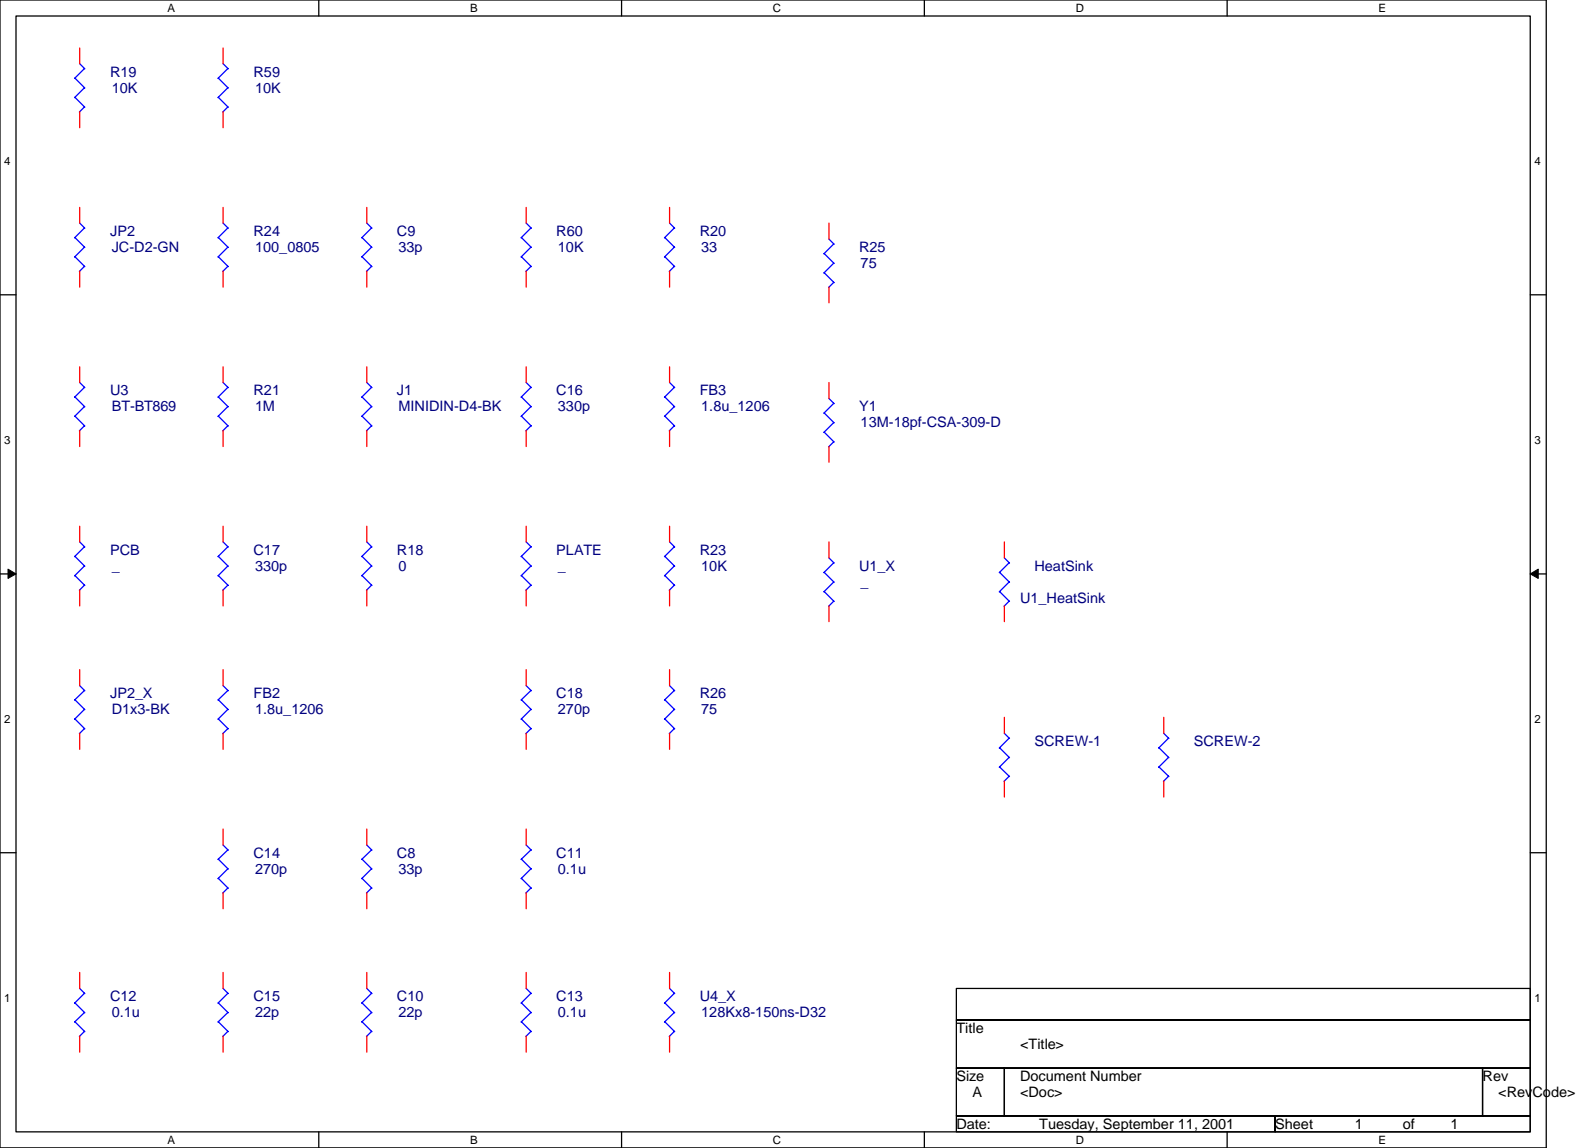 A B C D E
R19 R59
10K 10K
4 4
JP2 R24 C9 R60 R20
JC-D2-GN 100_0805 33p 10K 33
R25
75
U3 R21 J1 C16 FB3
BT-BT869 1M MINIDIN-D4-BK 330p 1.8u_1206
Y1
13M-18pf-CSA-309-D
3 3
PCB C17 R18 PLATE R23
_ 330p 0 _ 10K
U1_X HeatSink
_
U1_HeatSink
JP2_X FB2 C18 R26
D1x3-BK 1.8u_1206 270p 75
2 2
SCREW-1 SCREW-2
C14 C8 C11
270p 33p 0.1u
C12 C15 C10 C13 U4_X
1 1
0.1u 22p 22p 0.1u 128Kx8-150ns-D32
Title
<Title>
Size Document Number Rev
A <Doc> <RevCode>
Date: Tuesday, September 11, 2001 Sheet 1 of 1
A B C D E